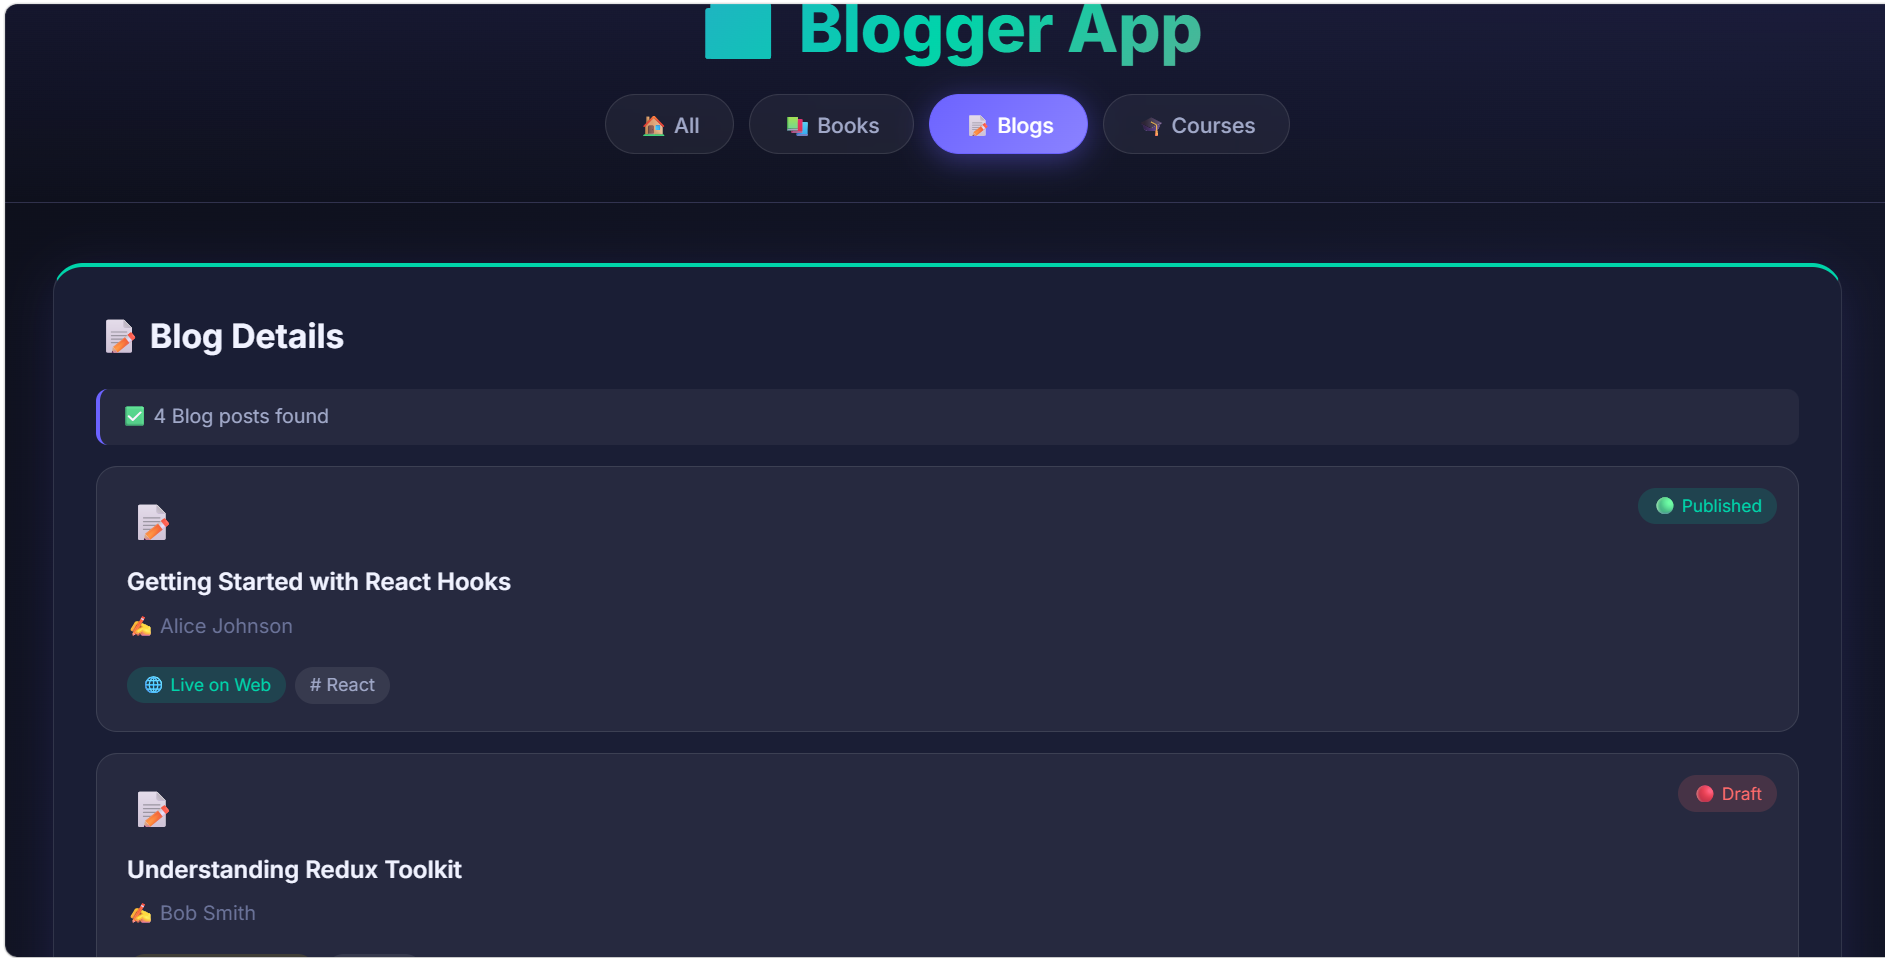 Blogger App
All
Books
Blogs
Courses
Blog Details
4 Blog posts found
Published
Getting Started with React Hooks
Alice Johnson
Live on Web
# React
Draft
Understanding Redux Toolkit
Bob Smith